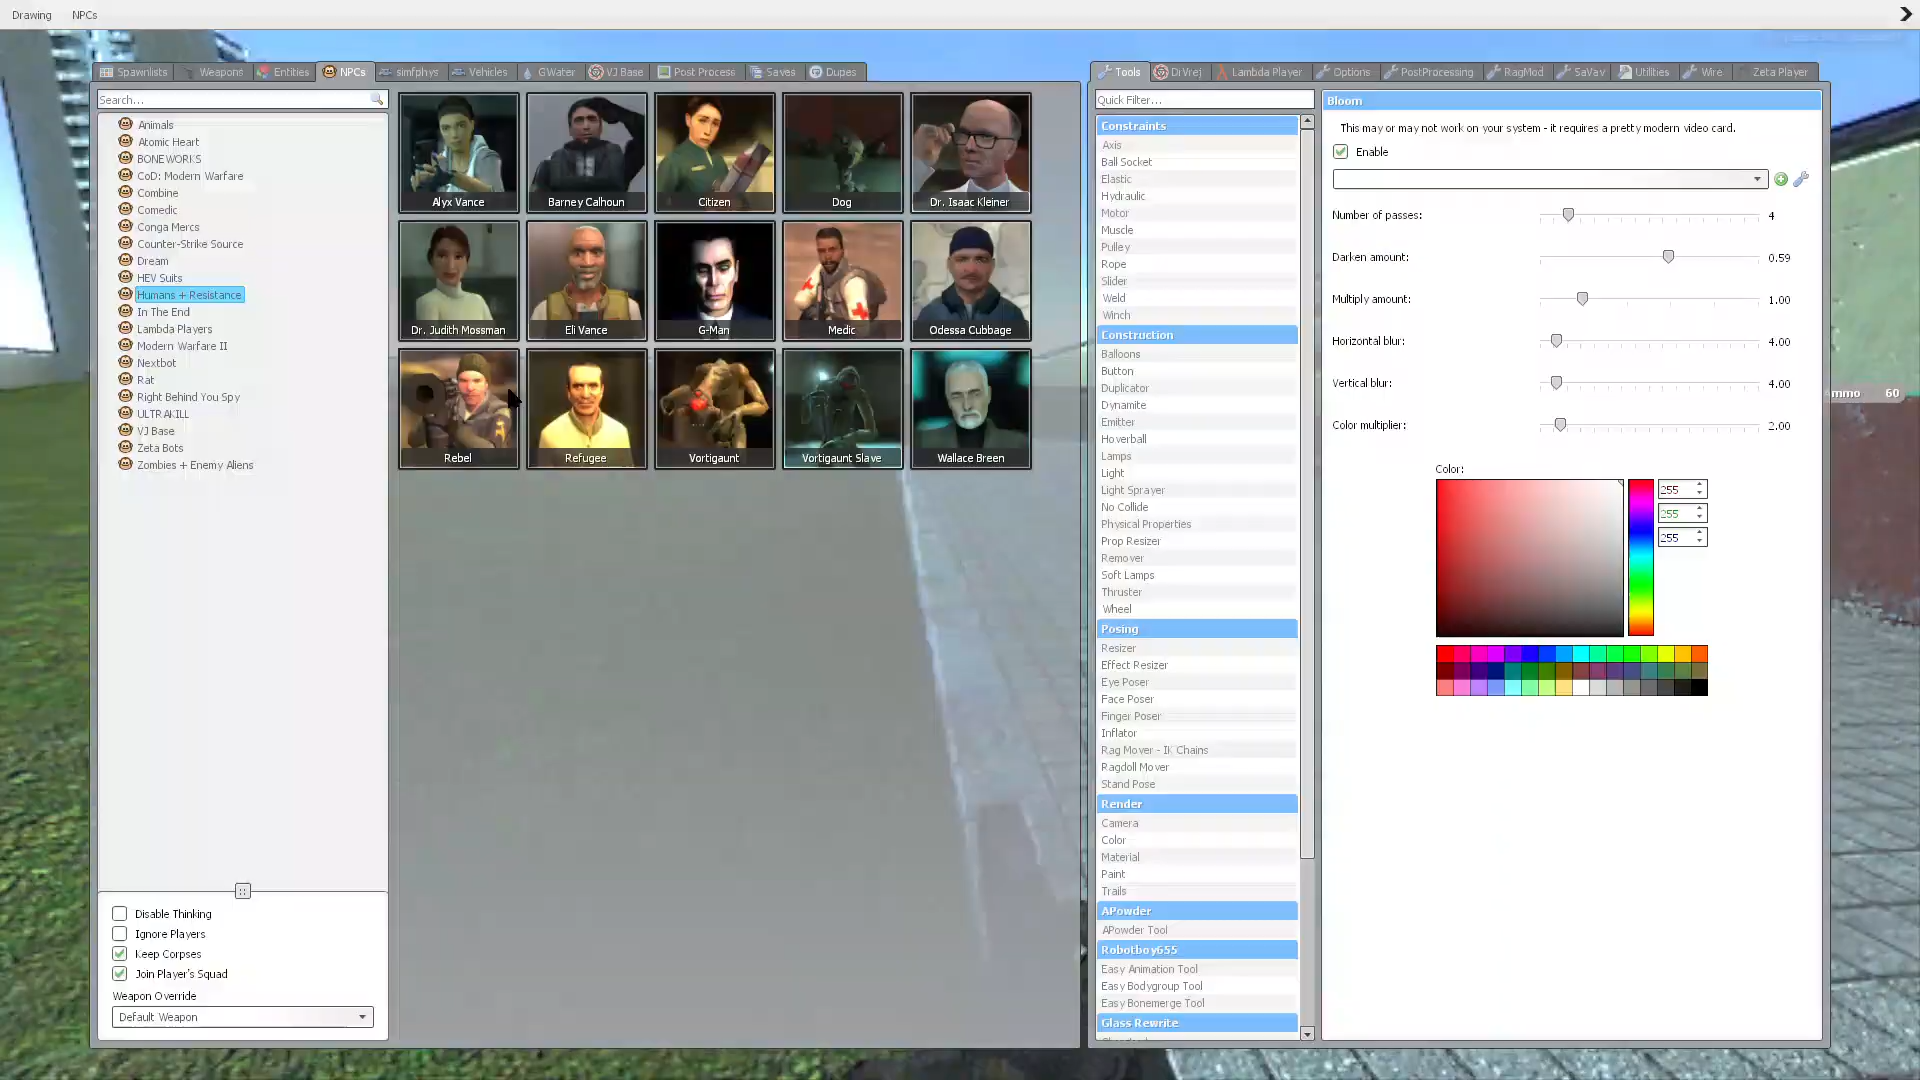 Drawing NPCs
Spawnlists Weapons Entities NPCs simfphys Vehicles GWater VJ Base Post Process Saves Dupes
Search...
Animals
Atomic Heart
BONEWORKS
CoD: Modern Warfare
Combine
Comedic
Conga Mercs
Counter-Strike Source
Dream
HEV Suits
Humans + Resistance
In The End
Lambda Players
Modern Warfare II
Nextbot
Rat
Right Behind You Spy
ULTRAKILL
VJ Base
Zeta Bots
Zombies + Enemy Aliens
Disable Thinking
Ignore Players
Keep Corpses
Join Player's Squad
Weapon Override
Default Weapon
Alyx Vance Barney Calhoun Citizen Dog Dr. Isaac Kleiner
Dr. Judith Mossman Eli Vance G-Man Medic Odessa Cubbage
Rebel Refugee Vortigaunt Vortigaunt Slave Wallace Breen
Tools DiVrej Lambda Player Options PostProcessing RagMod SaVav Utilities Wire Zeta Player
Quick Filter...
Constraints
Axis
Ball Socket
Elastic
Hydraulic
Motor
Muscle
Pulley
Rope
Slider
Weld
Winch
Construction
Balloons
Button
Duplicator
Dynamite
Emitter
Hoverball
Lamps
Light
Light Sprayer
No Collide
Physical Properties
Prop Resizer
Remover
Soft Lamps
Thruster
Wheel
Posing
Resizer
Effect Resizer
Eye Poser
Face Poser
Finger Poser
Inflator
Rag Mover - IK Chains
Ragdoll Mover
Stand Pose
Render
Camera
Color
Material
Paint
Trails
APowder
APowder Tool
Robotboy655
Easy Animation Tool
Easy Bodygroup Tool
Easy Bonemerge Tool
Glass Rewrite
Bloom
This may or may not work on your system - it requires a pretty modern video card.
Enable
Number of passes: 4
Darken amount: 0.59
Multiply amount: 1.00
Horizontal blur: 4.00
Vertical blur: 4.00
Color multiplier: 2.00
Color:
255
255
255
mmo 60